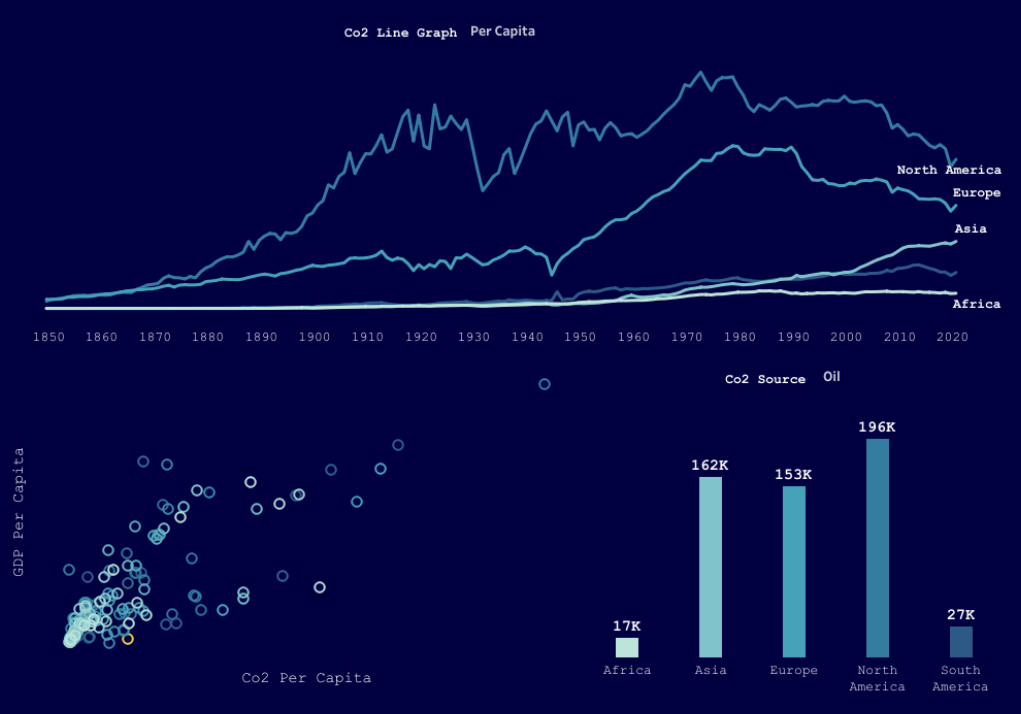 Co2 Line Graph Per Capita
North America
Europe
Asia
Africa
1850 1860 1870 1880 1890 1900 1910 1920 1930 1940 1950 1960 1970 1980 1990 2000 2010 2020
Co2 Source Oil
GDP Per Capita
Co2 Per Capita
196K
162K
153K
27K
17K
Africa Asia Europe North America South America